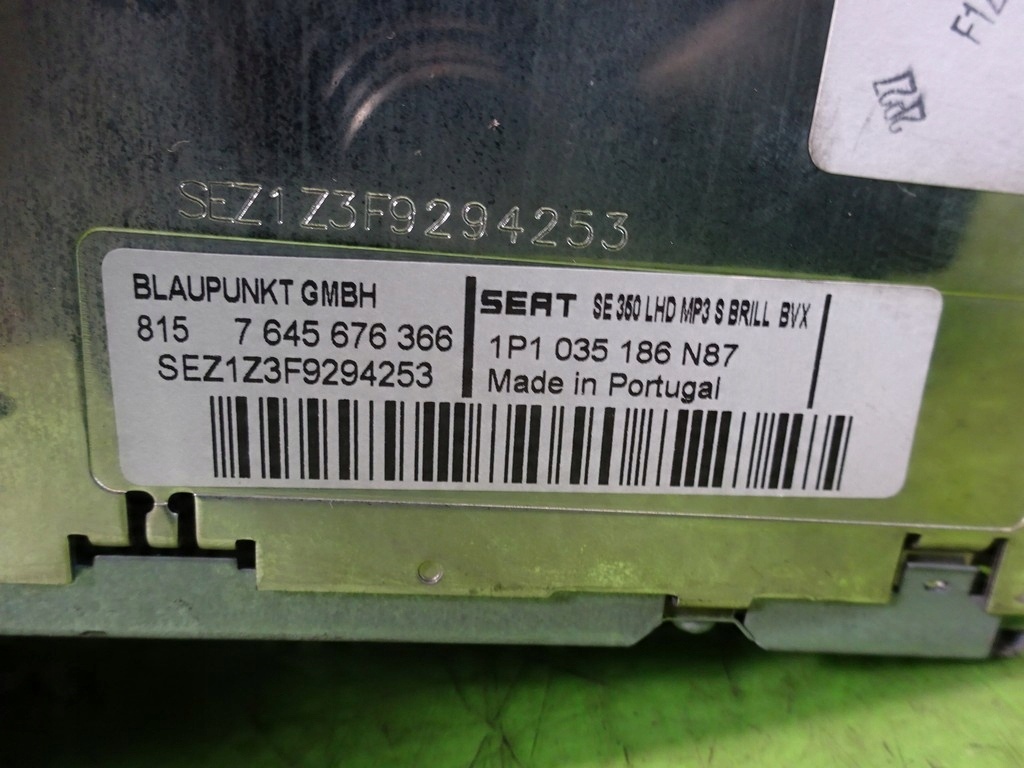 SEZ1Z3F9294253
BLAUPUNKT GMBH
815 7 645 676 366
SEZ1Z3F9294253
SEAT SE 350 LHD MP3 S BRILL BVX
1P1 035 186 N87
Made in Portugal